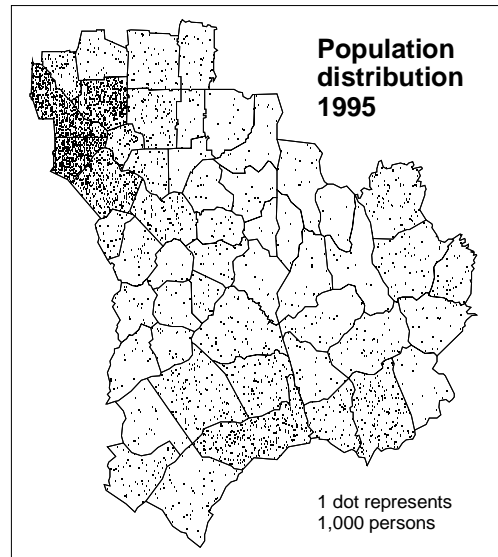 Population
distribution
1995
1 dot represents
1,000 persons